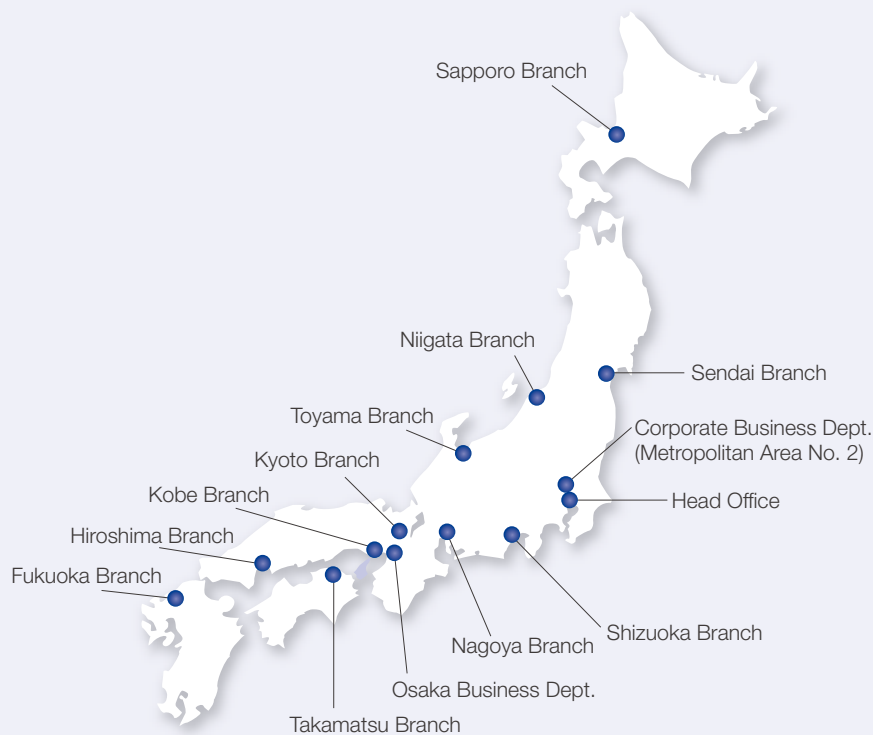 Sapporo Branch
Niigata Branch
Sendai Branch
Toyama Branch
Corporate Business Dept.
(Metropolitan Area No. 2)
Kyoto Branch
Kobe Branch
Head Office
Hiroshima Branch
Fukuoka Branch
Shizuoka Branch
Nagoya Branch
Osaka Business Dept.
Takamatsu Branch